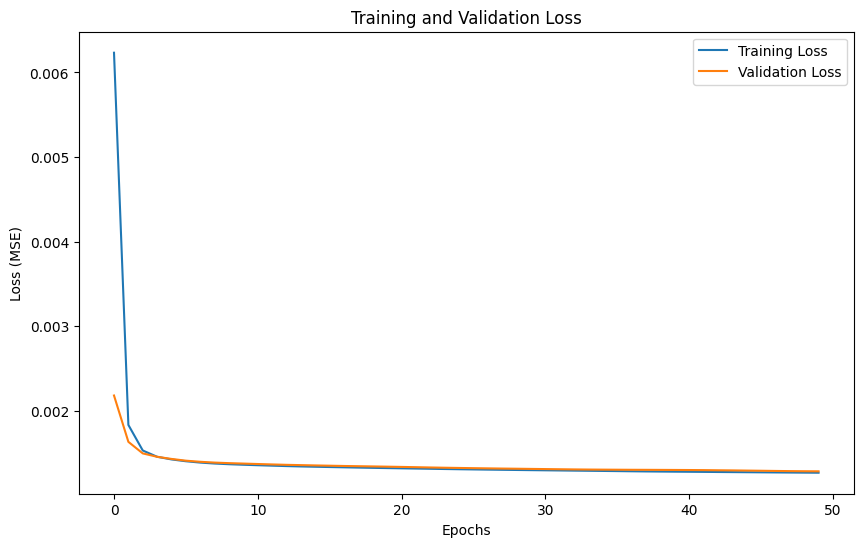 Training and Validation Loss
Training Loss
Validation Loss
0.006
0.005
0.004
0.003
0.002
Loss (MSE)
0 10 20 30 40 50
Epochs